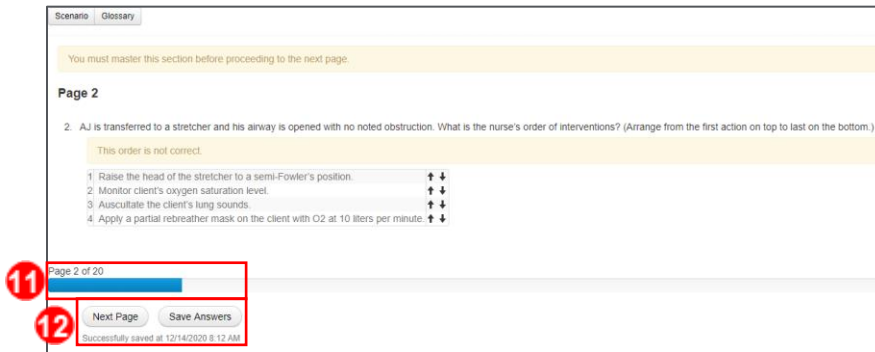 Scenario Glossary
You must master this section before proceeding to the next page.
Page 2
2. AJ is transferred to a stretcher and his airway is opened with no noted obstruction. What is the nurse's order of interventions? (Arrange from the first action on top to last on the bottom.)
This order is not correct.
1 Raise the head of the stretcher to a semi-Fowler's position.
2 Monitor client's oxygen saturation level.
3 Auscultate the client's lung sounds.
4 Apply a partial rebreather mask on the client with O2 at 10 liters per minute.
Page 2 of 20
11
Next Page Save Answers
12
Successfully saved at 12/14/2020 8:12 AM